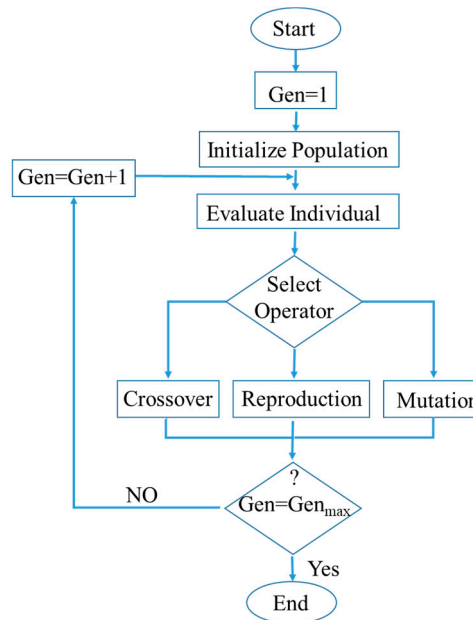 Start
Gen=1
Initialize Population
Gen=Gen+1
Evaluate Individual
Select
Operator
Crossover
Reproduction
Mutation
?
Gen=Genmax
NO
Yes
End